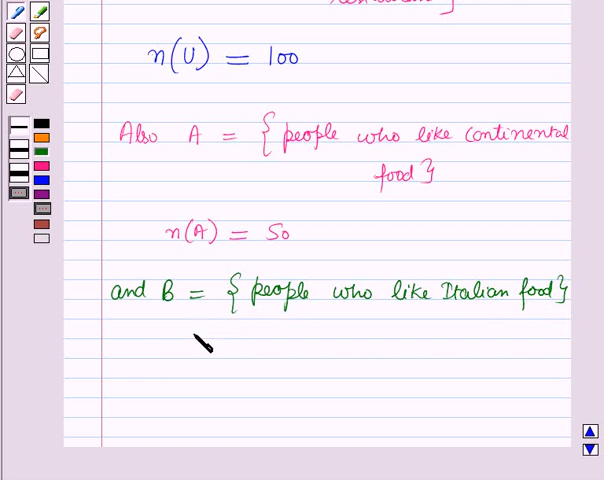 n(U) = 100
Also A = { people who like continental
food }
n(A) = 50
and B = { people who like Italian food }